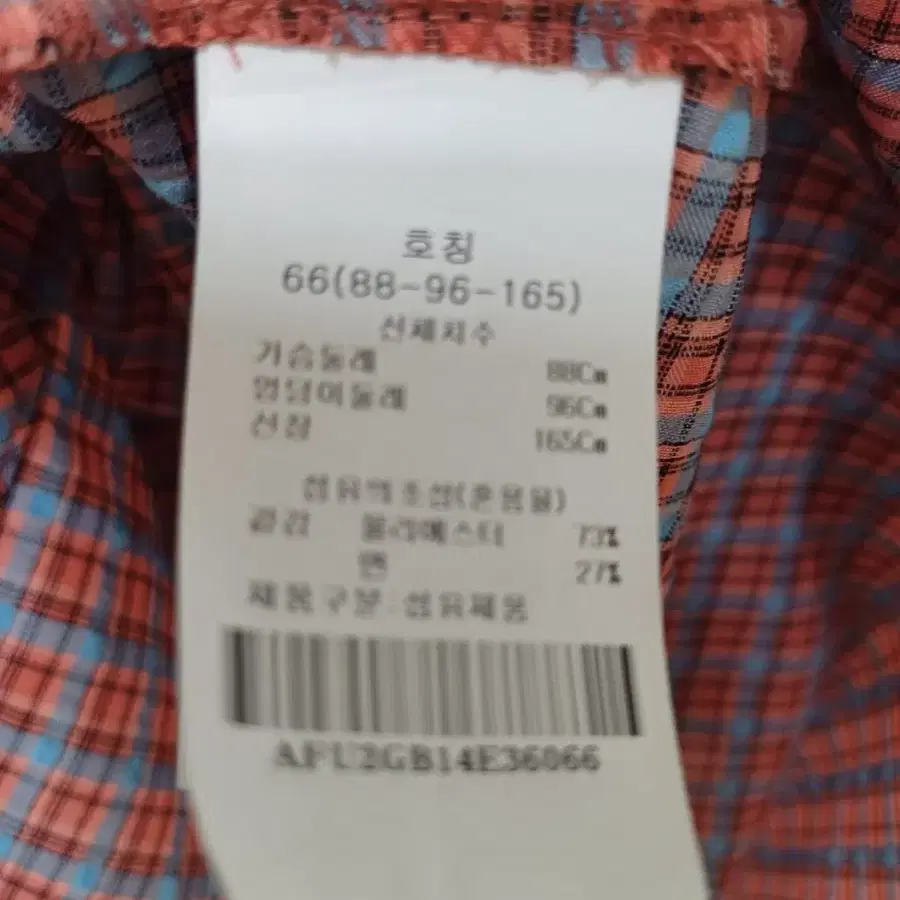 호칭
66(88-96-165)
신체치수
가슴둘레 88Cm
엉덩이둘레 96Cm
신장 165Cm
섬유의조성(혼용율)
겉감 폴리에스터 73%
면 27%
제품구분:섬유제품
AFU2GB14E36066